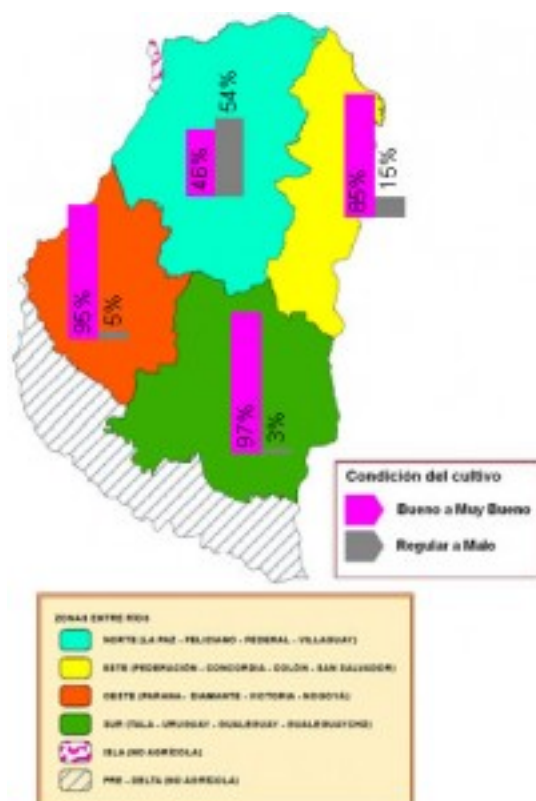 46%
54%
85%
15%
95%
5%
97%
3%
Condición del cultivo
Bueno a Muy Bueno
Regular a Malo
ZONAS ENTRE RÍOS
NORTE (LA PAZ - FELICIANO - FEDERAL - VILLAGUAY)
ESTE (FEDERACIÓN - CONCORDIA - COLÓN - SAN SALVADOR)
OESTE (PARANA - DIAMANTE - VICTORIA - NOGOYÁ)
SUR (TALA - URUGUAY - GUALEGUAY - GUALEGUAYCHÚ)
ISLA (NO AGRÍCOLA)
PRE - DELTA (NO AGRÍCOLA)